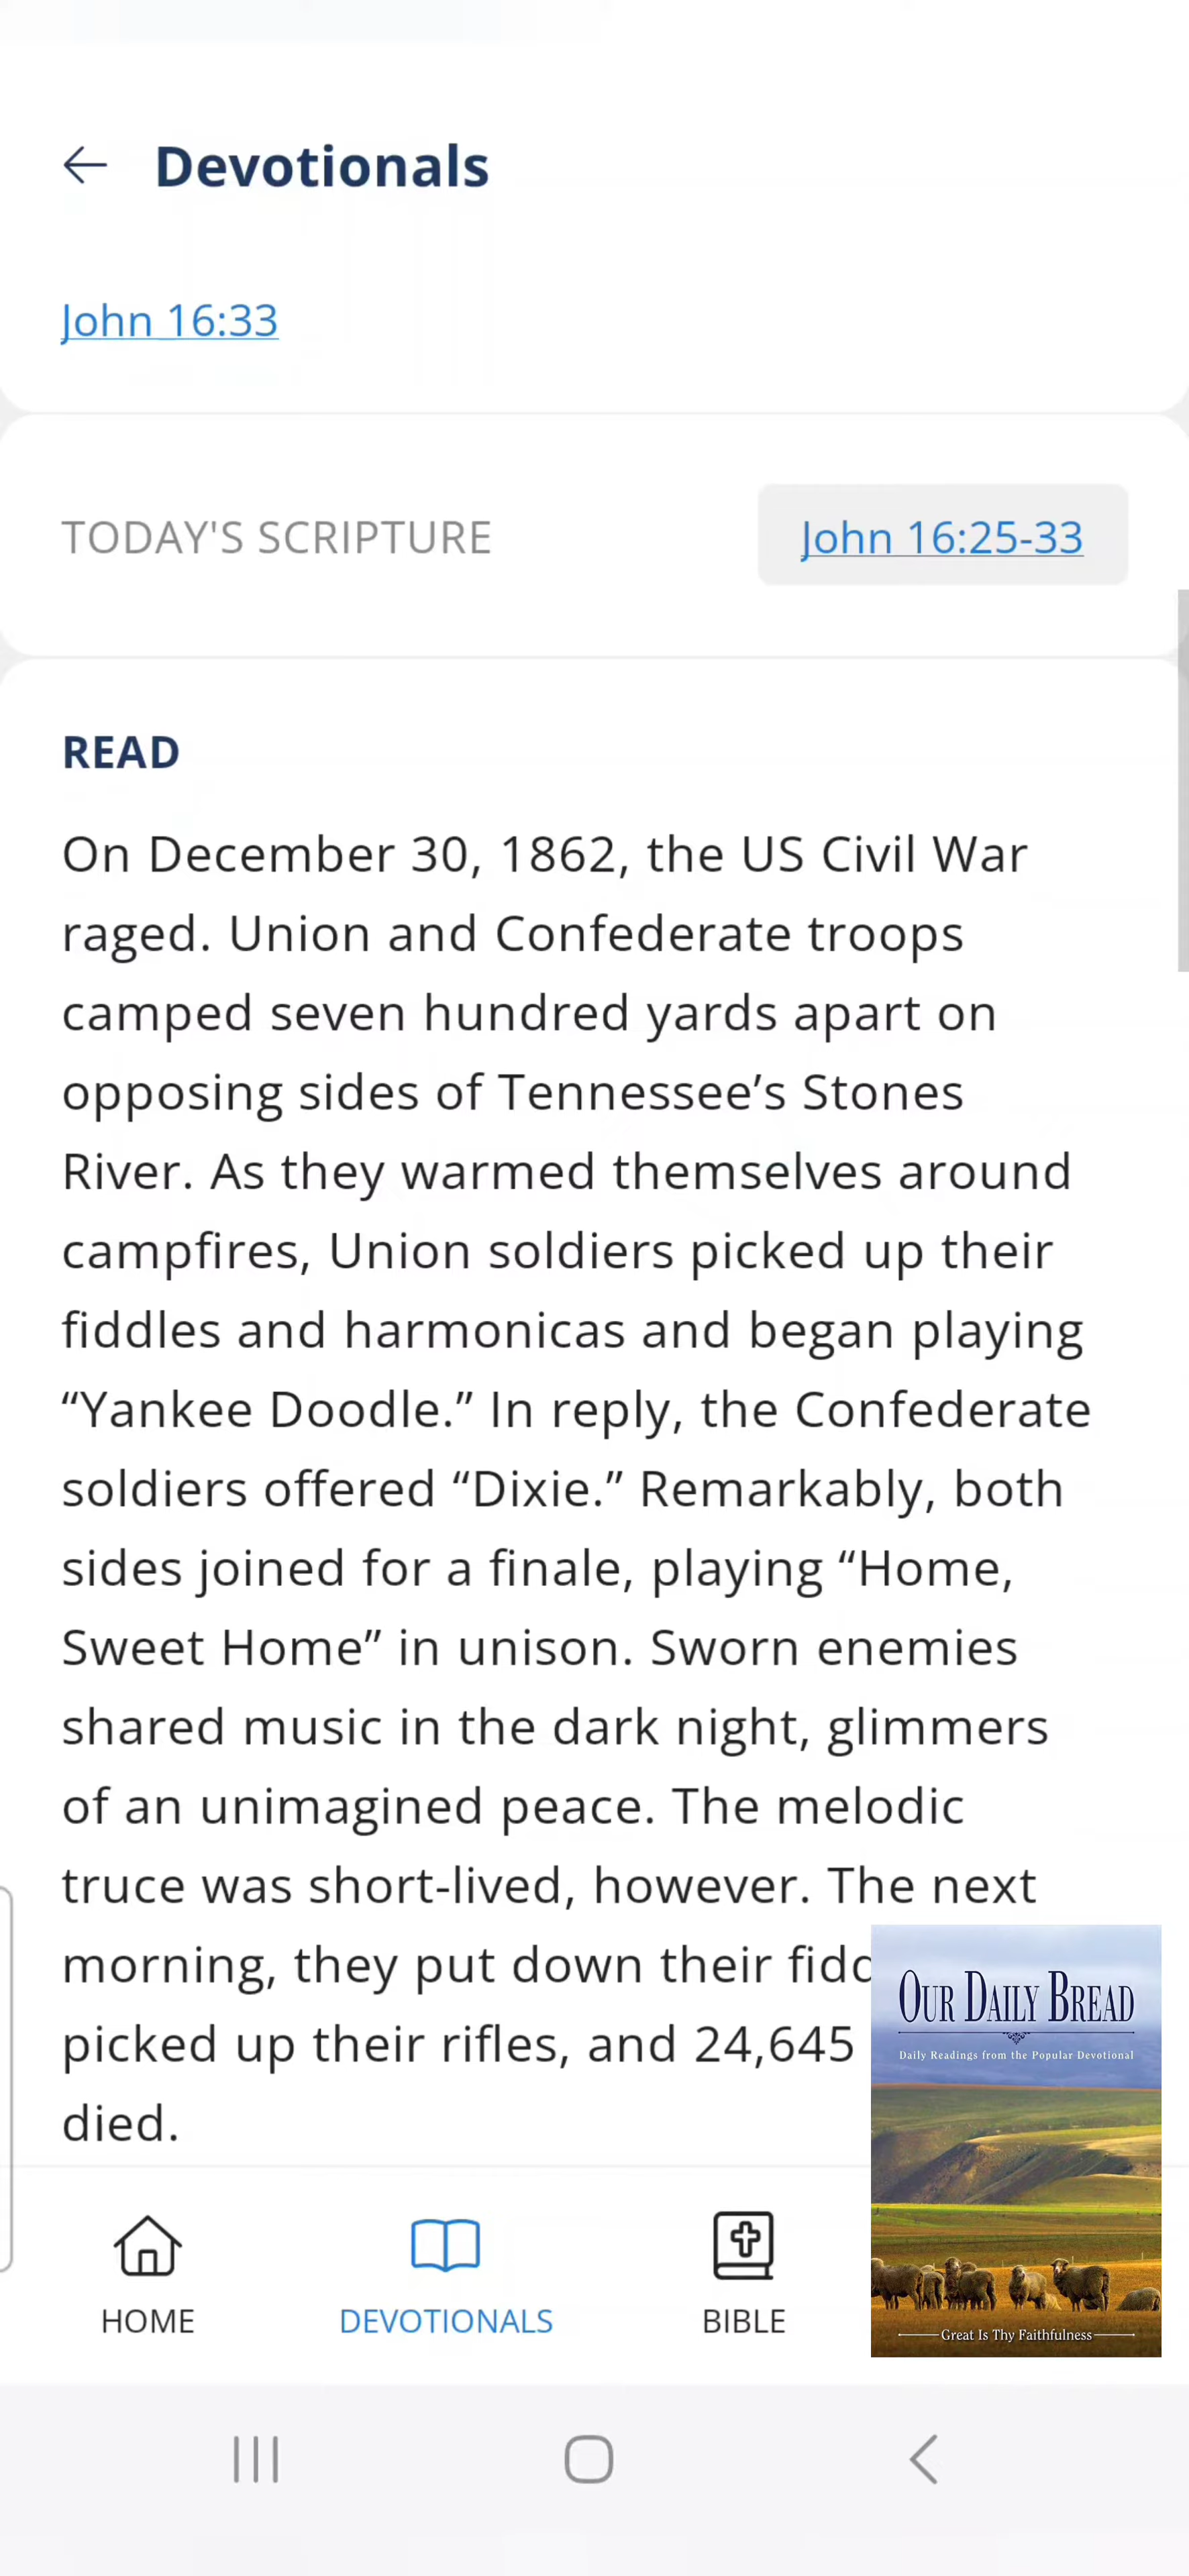 Devotionals
John 16:33
TODAY'S SCRIPTURE
John 16:25-33
READ
On December 30, 1862, the US Civil War
raged. Union and Confederate troops
camped seven hundred yards apart on
opposing sides of Tennessee’s Stones
River. As they warmed themselves around
campfires, Union soldiers picked up their
fiddles and harmonicas and began playing
“Yankee Doodle.” In reply, the Confederate
soldiers offered “Dixie.” Remarkably, both
sides joined for a finale, playing “Home,
Sweet Home” in unison. Sworn enemies
shared music in the dark night, glimmers
of an unimagined peace. The melodic
truce was short-lived, however. The next
morning, they put down their
picked up their rifles, and 24,645
died.
OUR DAILY BREAD
Daily Readings from the Popular Devotional
Great Is Thy Faithfulness
HOME
DEVOTIONALS
BIBLE